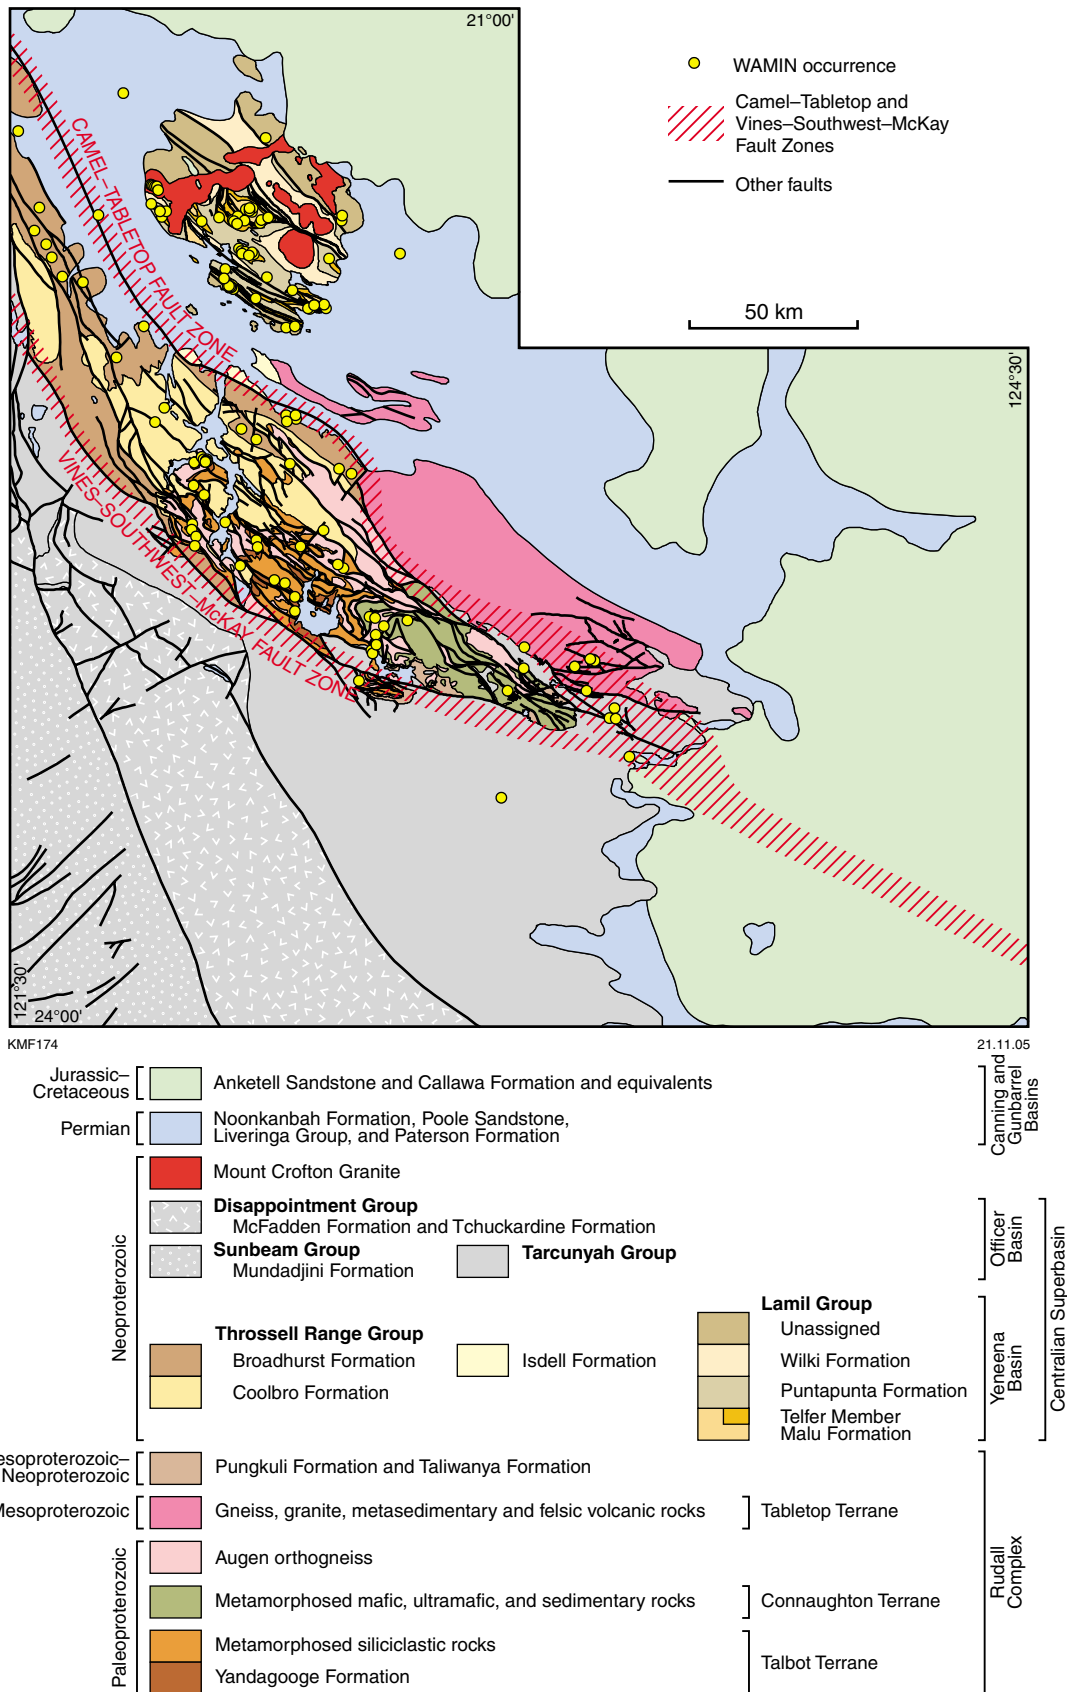 21°00'
WAMIN occurrence
Camel–Tabletop and
Vines–Southwest–McKay
Fault Zones
Other faults
50 km
CAMEL–TABLETOP FAULT ZONE
124°30'
VINES–SOUTHWEST–McKAY FAULT ZONE
121°30'
24°00'
KMF174
21.11.05
Jurassic–
Cretaceous
Anketell Sandstone and Callawa Formation and equivalents
Permian
Noonkanbah Formation, Poole Sandstone,
Liveringa Group, and Paterson Formation
Canning and
Gunbarrel
Basins
Neoproterozoic
Mount Crofton Granite
Disappointment Group
McFadden Formation and Tchuckardine Formation
Sunbeam Group
Mundadjini Formation
Tarcunyah Group
Officer
Basin
Centralian Superbasin
Throssell Range Group
Broadhurst Formation
Coolbro Formation
Isdell Formation
Lamil Group
Unassigned
Wilki Formation
Puntapunta Formation
Telfer Member
Malu Formation
Yeneena
Basin
esoproterozoic–
Neoproterozoic
Pungkuli Formation and Taliwanya Formation
Mesoproterozoic
Gneiss, granite, metasedimentary and felsic volcanic rocks
Tabletop Terrane
Paleoproterozoic
Augen orthogneiss
Metamorphosed mafic, ultramafic, and sedimentary rocks
Connaughton Terrane
Metamorphosed siliciclastic rocks
Yandagooge Formation
Talbot Terrane
Rudall
Complex